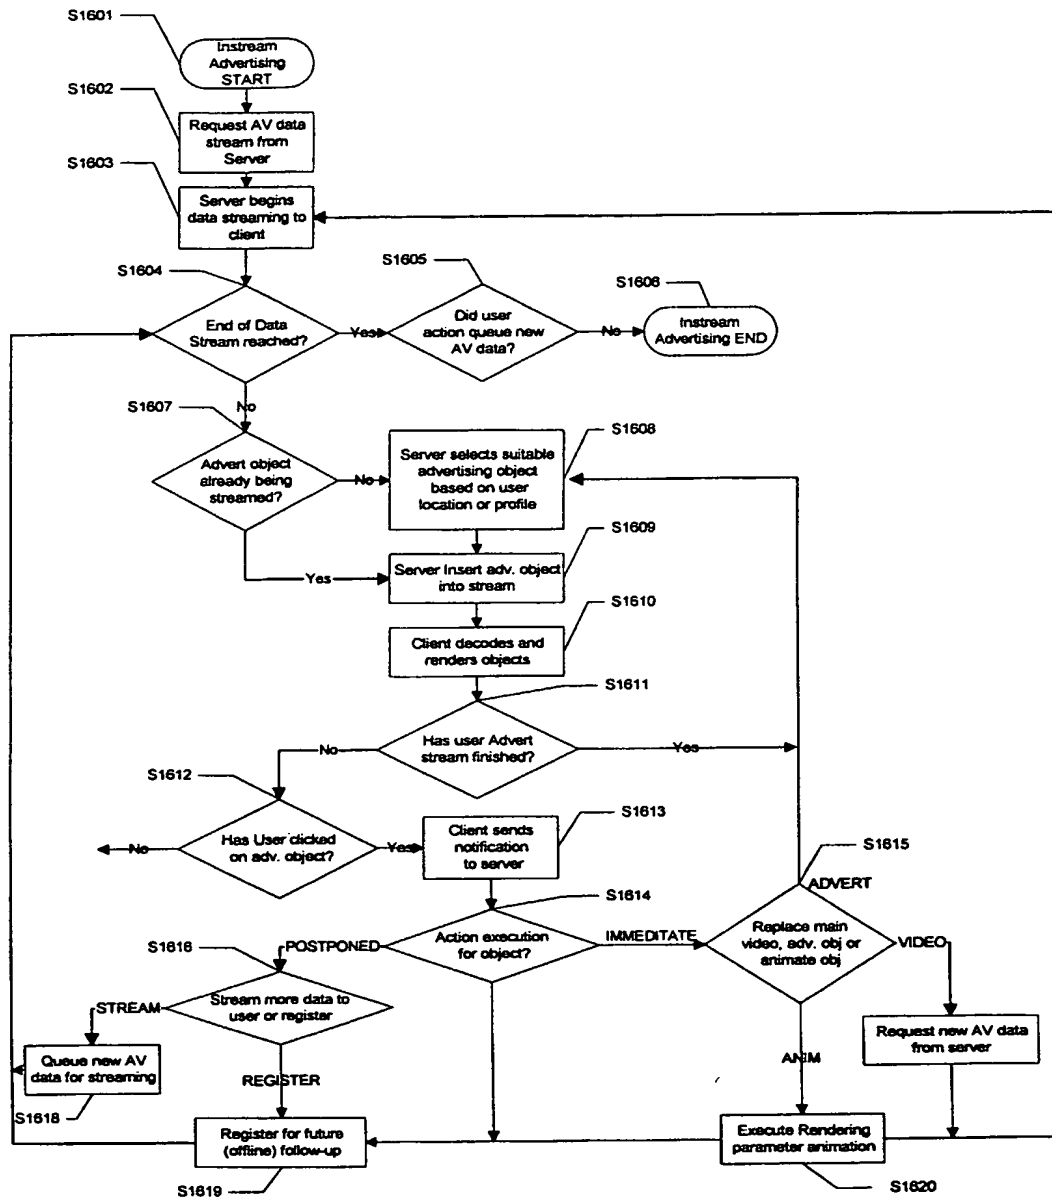 S1601
Instream
Advertising
START
S1602
Request AV data
stream from
Server
S1603
Server begins
data streaming to
client
S1604
End of Data
Stream reached?
Yes
S1605
Did user
action queue new
AV data?
No
S1606
Instream
Advertising END
No
S1607
Advert object
already being
streamed?
No
S1608
Server selects suitable
advertising object
based on user
location or profile
Yes
S1609
Server Insert adv. object
into stream
S1610
Client decodes and
renders objects
S1611
Has user Advert
stream finished?
No
Yes
S1612
Has User clicked
on adv. object?
No
Yes
S1613
Client sends
notification
to server
S1614
Action execution
for object?
POSTPONED
IMMEDITATE
S1615
ADVERT
Replace main
video, adv. obj or
animate obj
VIDEO
S1616
Stream more data to
user or register
STREAM
Request new AV data
from server
ANIM
Queue new AV
data for streaming
S1618
REGISTER
Register for future
(offline) follow-up
S1619
Execute Rendering
parameter animation
S1620